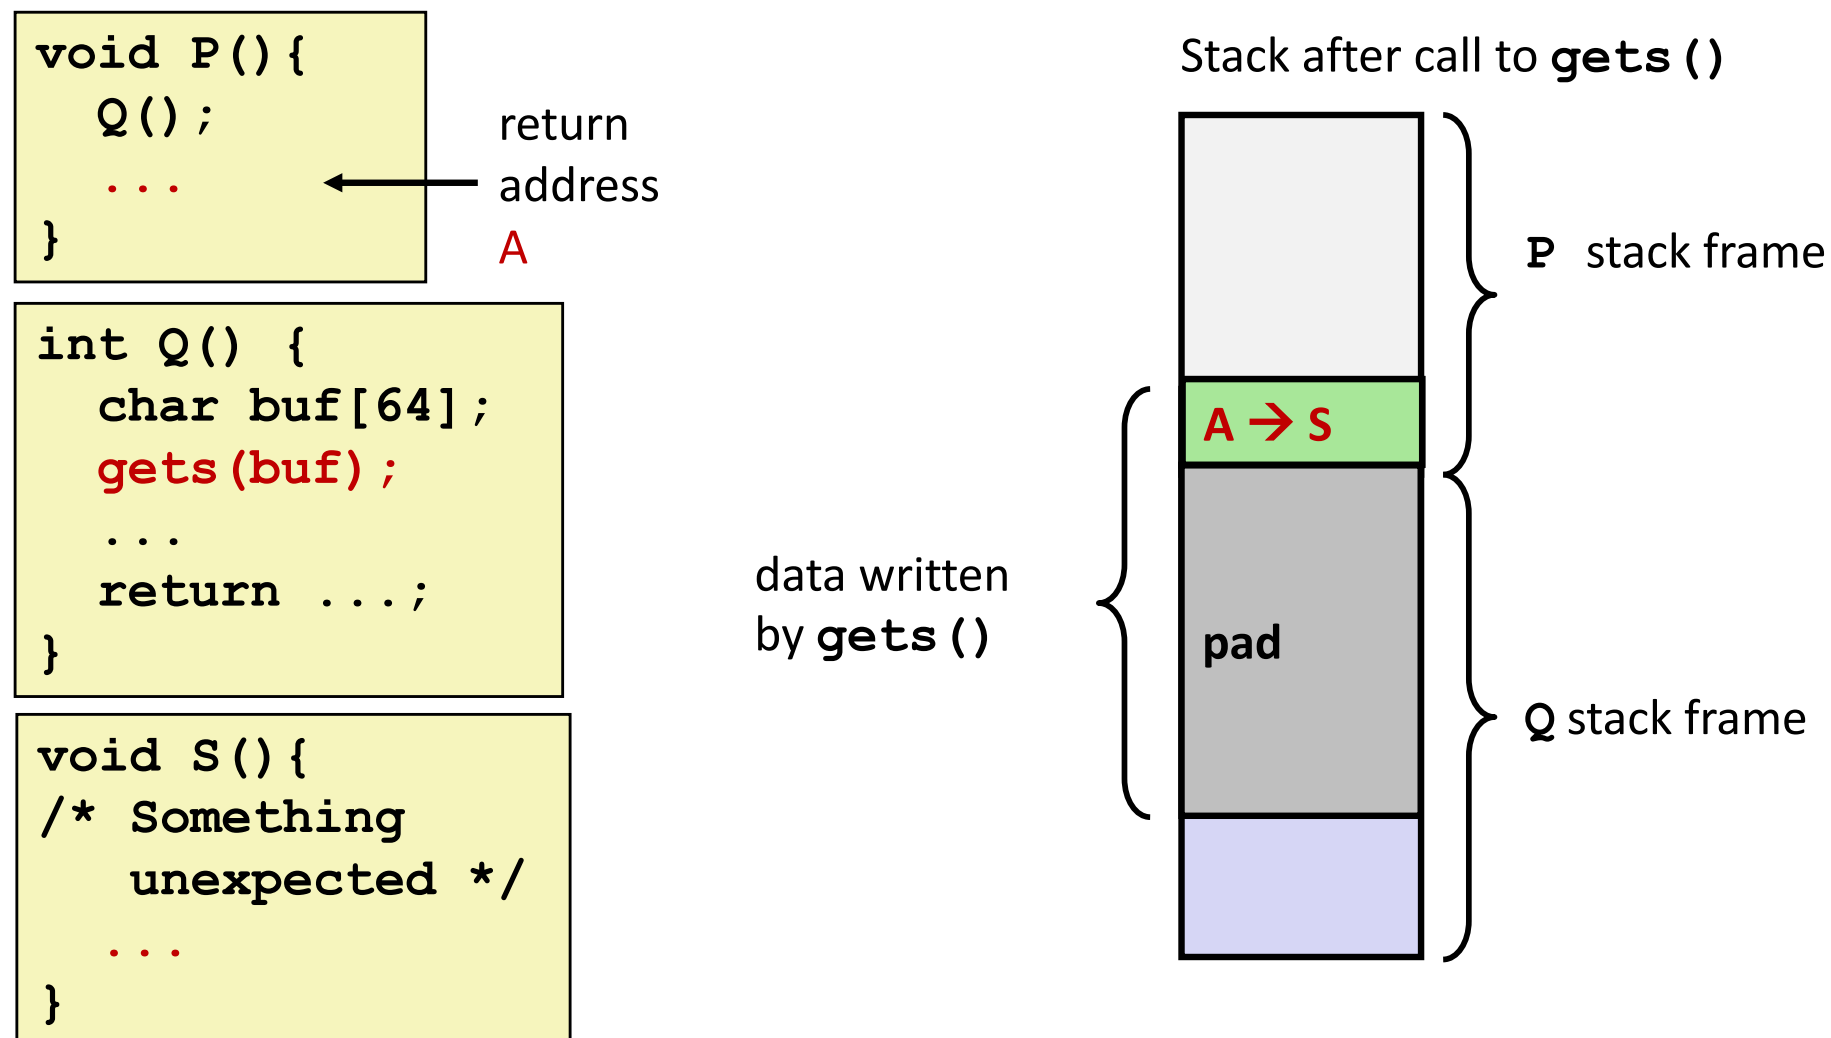 void P(){
Q();
...
}
return
address
A
int Q() {
char buf[64];
gets(buf);
...
return ...;
}
void S(){
/* Something
unexpected */
...
}
Stack after call to gets()
A → S
pad
data written
by gets()
P stack frame
Q stack frame